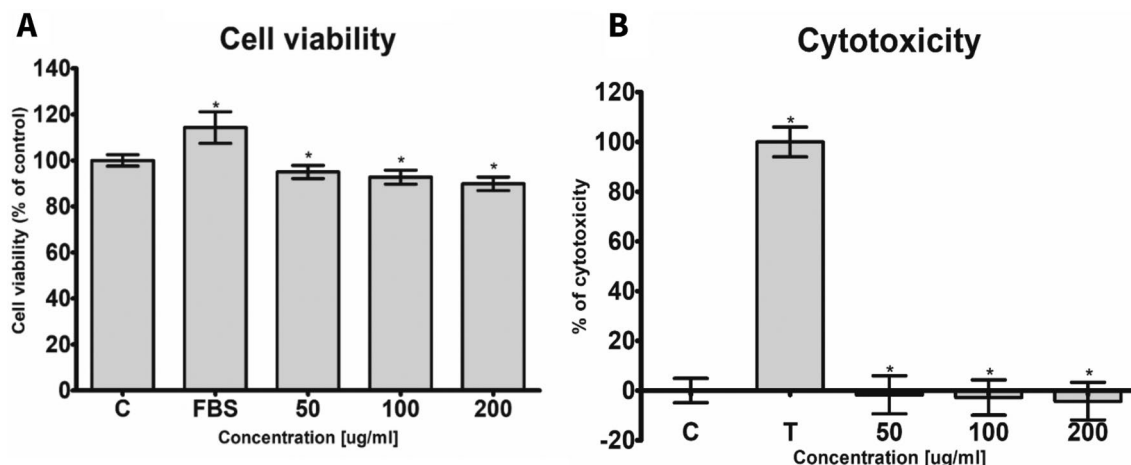 A
Cell viability
Cell viability (% of control)
140
*
120
*
*
*
100
80
60
40
20
0
C FBS 50 100 200
Concentration [ug/ml]
B
Cytotoxicity
% of cytotoxicity
120
*
100
80
60
40
20
*
*
*
0
-20
C T 50 100 200
Concentration [ug/ml]